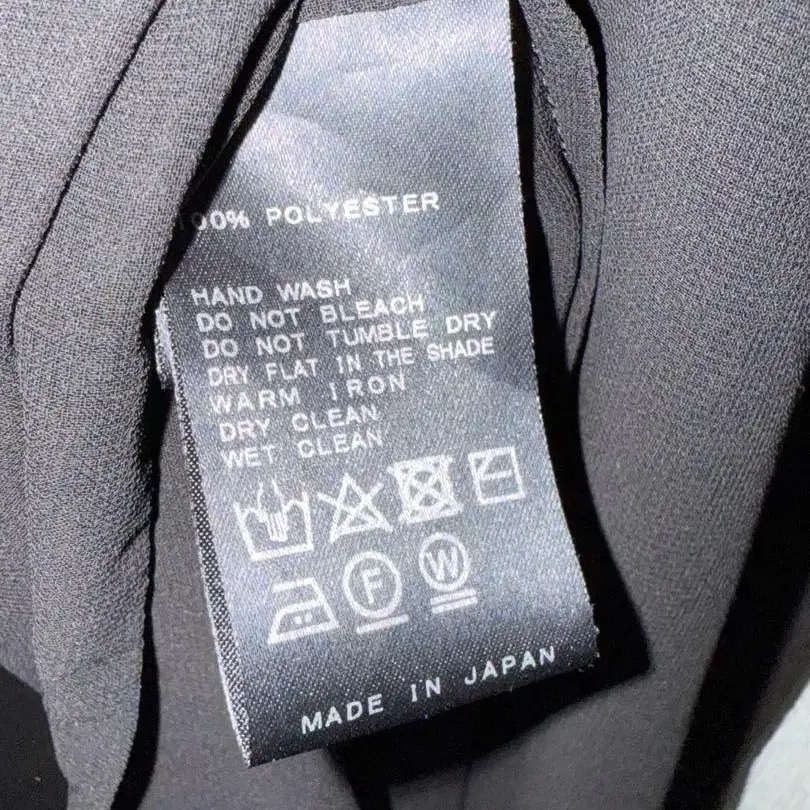 100% POLYESTER
HAND WASH
DO NOT BLEACH
DO NOT TUMBLE DRY
DRY FLAT IN THE SHADE
WARM IRON
DRY CLEAN
WET CLEAN
F W
MADE IN JAPAN